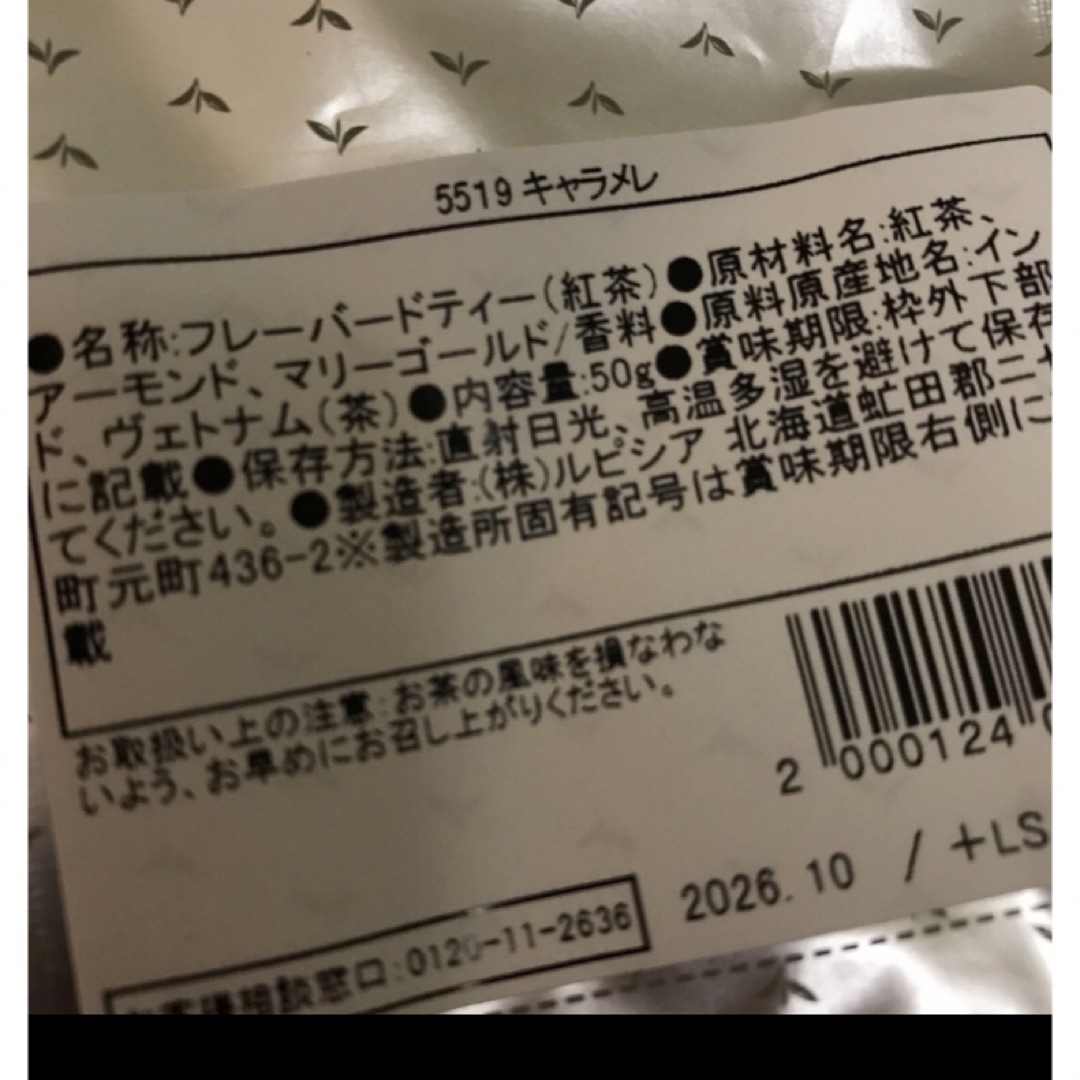 5519 キャラメレ
●名称:フレーバードティー(紅茶)●原材料名:紅茶、
アーモンド、マリーゴールド/香料●原料原産地名:イン
ド、ヴェトナム(茶)●内容量:50g●賞味期限:枠外下部
に記載●保存方法:直射日光、高温多湿を避けて保存
てください。●製造者:(株)ルピシア 北海道虻田郡ニセ
町元町436-2※製造所固有記号は賞味期限右側に
載
お取扱い上の注意:お茶の風味を損なわな
いよう、お早めにお召し上がりください。
2 000124
2026.10 / +LS
お客様相談窓口:0120-11-2636